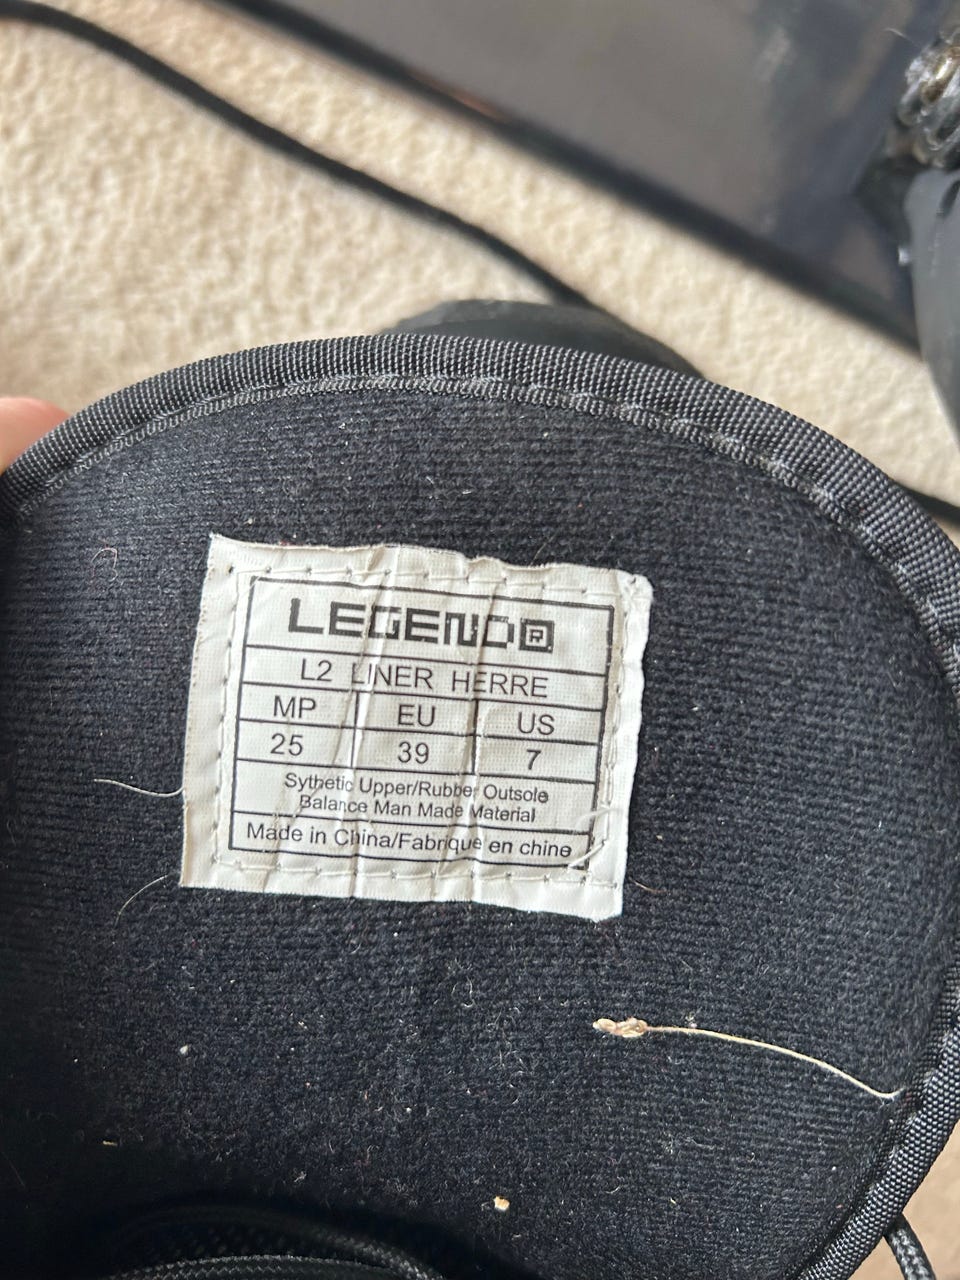 LEGEND®
L2 LINER HERRE
MP EU US
25 39 7
Sythetic Upper/Rubber Outsole
Balance Man Made Material
Made in China/Fabrique en chine